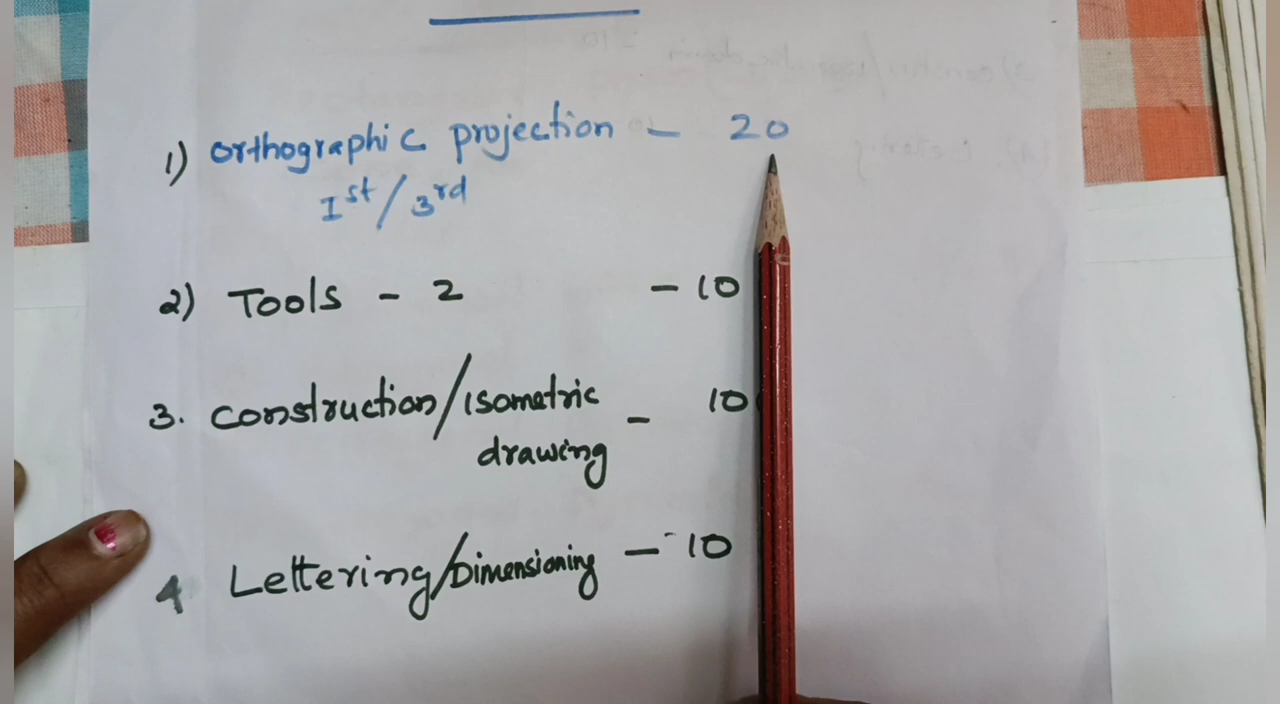 1) Orthographic projection - 20
1st / 3rd
2) Tools - 2 - 10
3. Construction/isometric - 10
drawing
4 Lettering/Dimensioning - 10